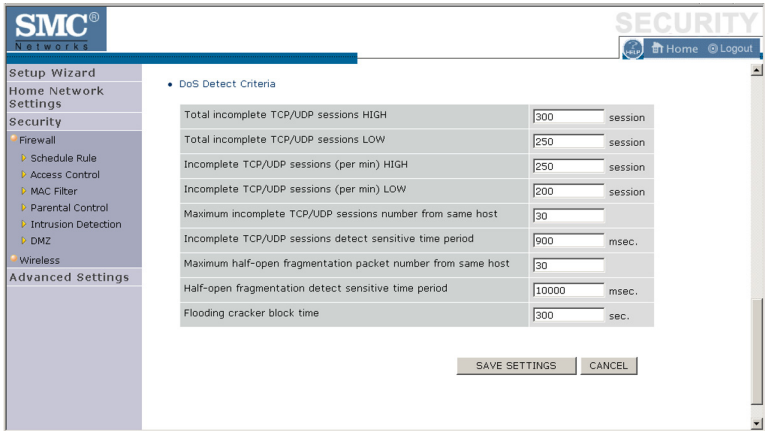 SMC®
Networks
SECURITY
HELP
Home
Logout
Setup Wizard
Home Network
Settings
Security
Firewall
Schedule Rule
Access Control
MAC Filter
Parental Control
Intrusion Detection
DMZ
Wireless
Advanced Settings
• DoS Detect Criteria
Total incomplete TCP/UDP sessions HIGH 300 session
Total incomplete TCP/UDP sessions LOW 250 session
Incomplete TCP/UDP sessions (per min) HIGH 250 session
Incomplete TCP/UDP sessions (per min) LOW 200 session
Maximum incomplete TCP/UDP sessions number from same host 30
Incomplete TCP/UDP sessions detect sensitive time period 900 msec.
Maximum half-open fragmentation packet number from same host 30
Half-open fragmentation detect sensitive time period 10000 msec.
Flooding cracker block time 300 sec.
SAVE SETTINGS CANCEL